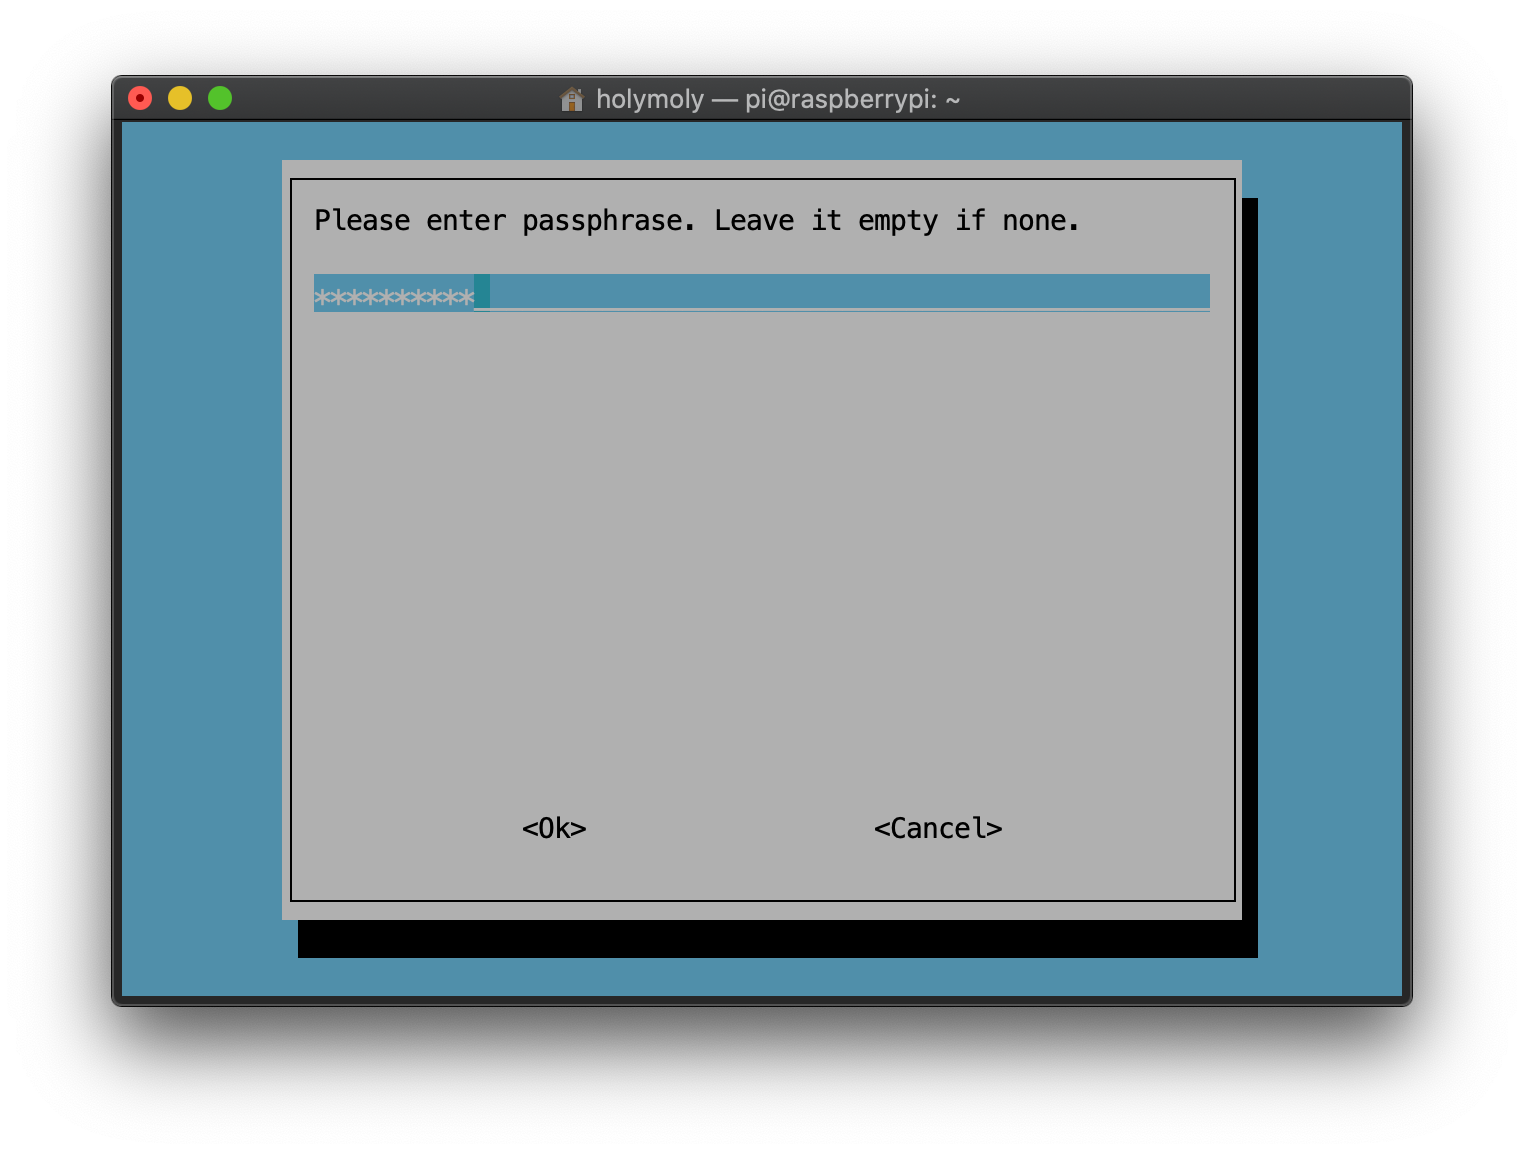 holymoly — pi@raspberrypi: ~
Please enter passphrase. Leave it empty if none.
**********
<Ok> <Cancel>